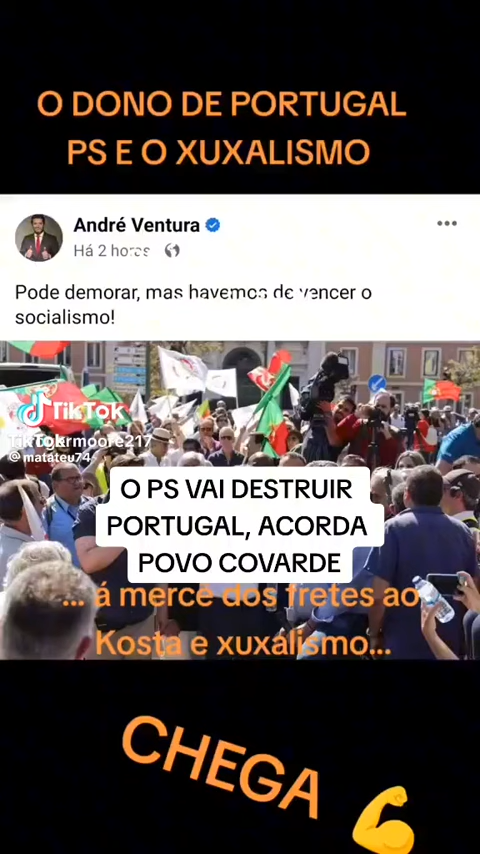 O DONO DE PORTUGAL
PS E O XUXALISMO
André Ventura
Há 2 horas
Pode demorar, mas havemos de vencer o
socialismo!
TikTok
TikTok
@matateu74
O PS VAI DESTRUIR
PORTUGAL, ACORDA
POVO COVARDE
... á mercê dos fretes ao
Kosta e xuxalismo...
CHEGA 💪